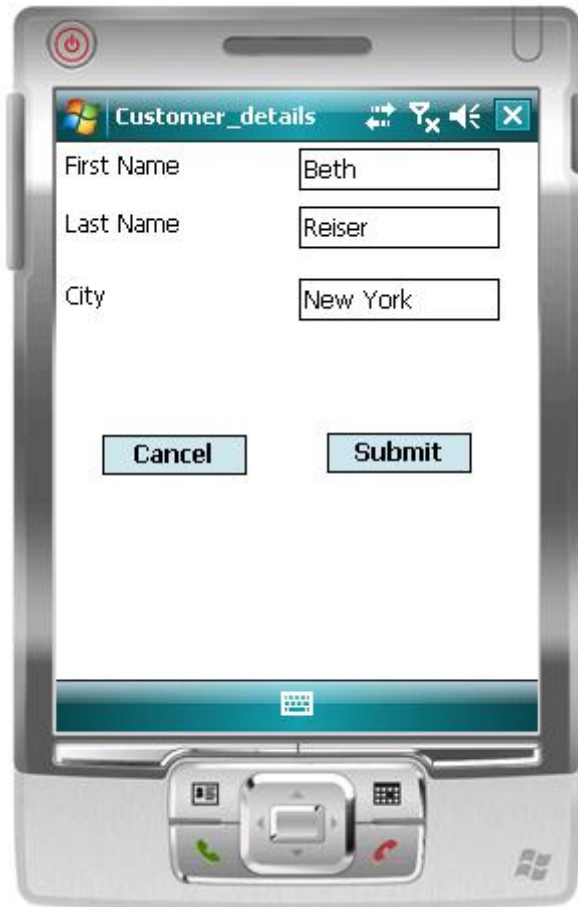 Customer_details
First Name Beth
Last Name Reiser
City New York
Cancel Submit